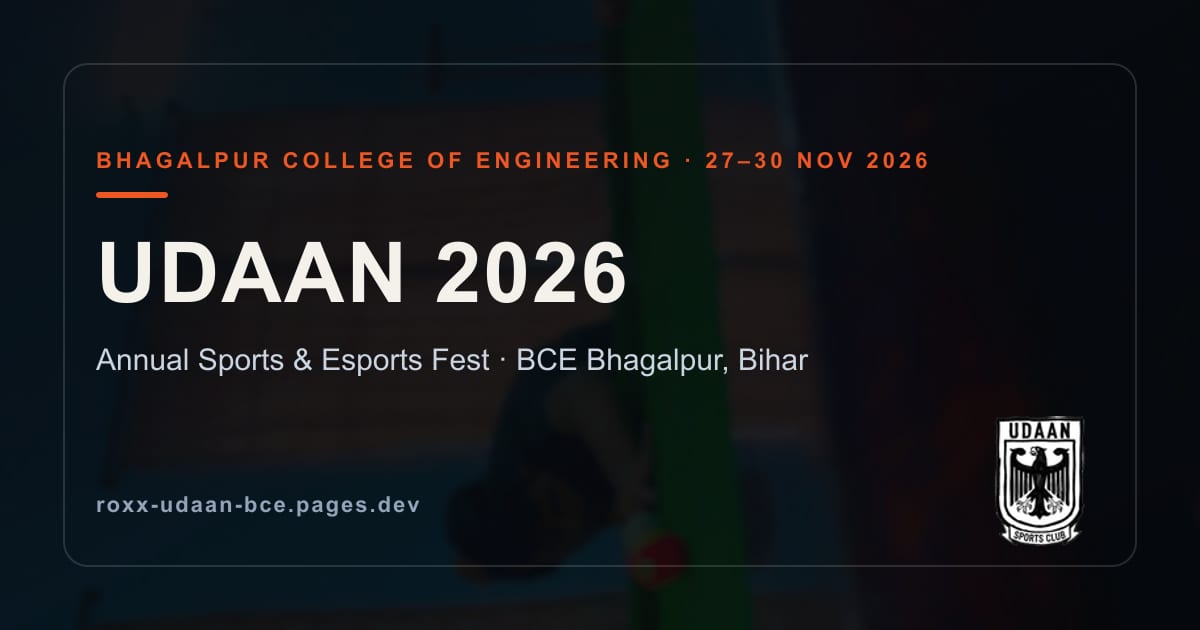 BHAGALPUR COLLEGE OF ENGINEERING · 27–30 NOV 2026
UDAAN 2026
Annual Sports & Esports Fest · BCE Bhagalpur, Bihar
roxx-udaan-bce.pages.dev
UDAAN
SPORTS CLUB